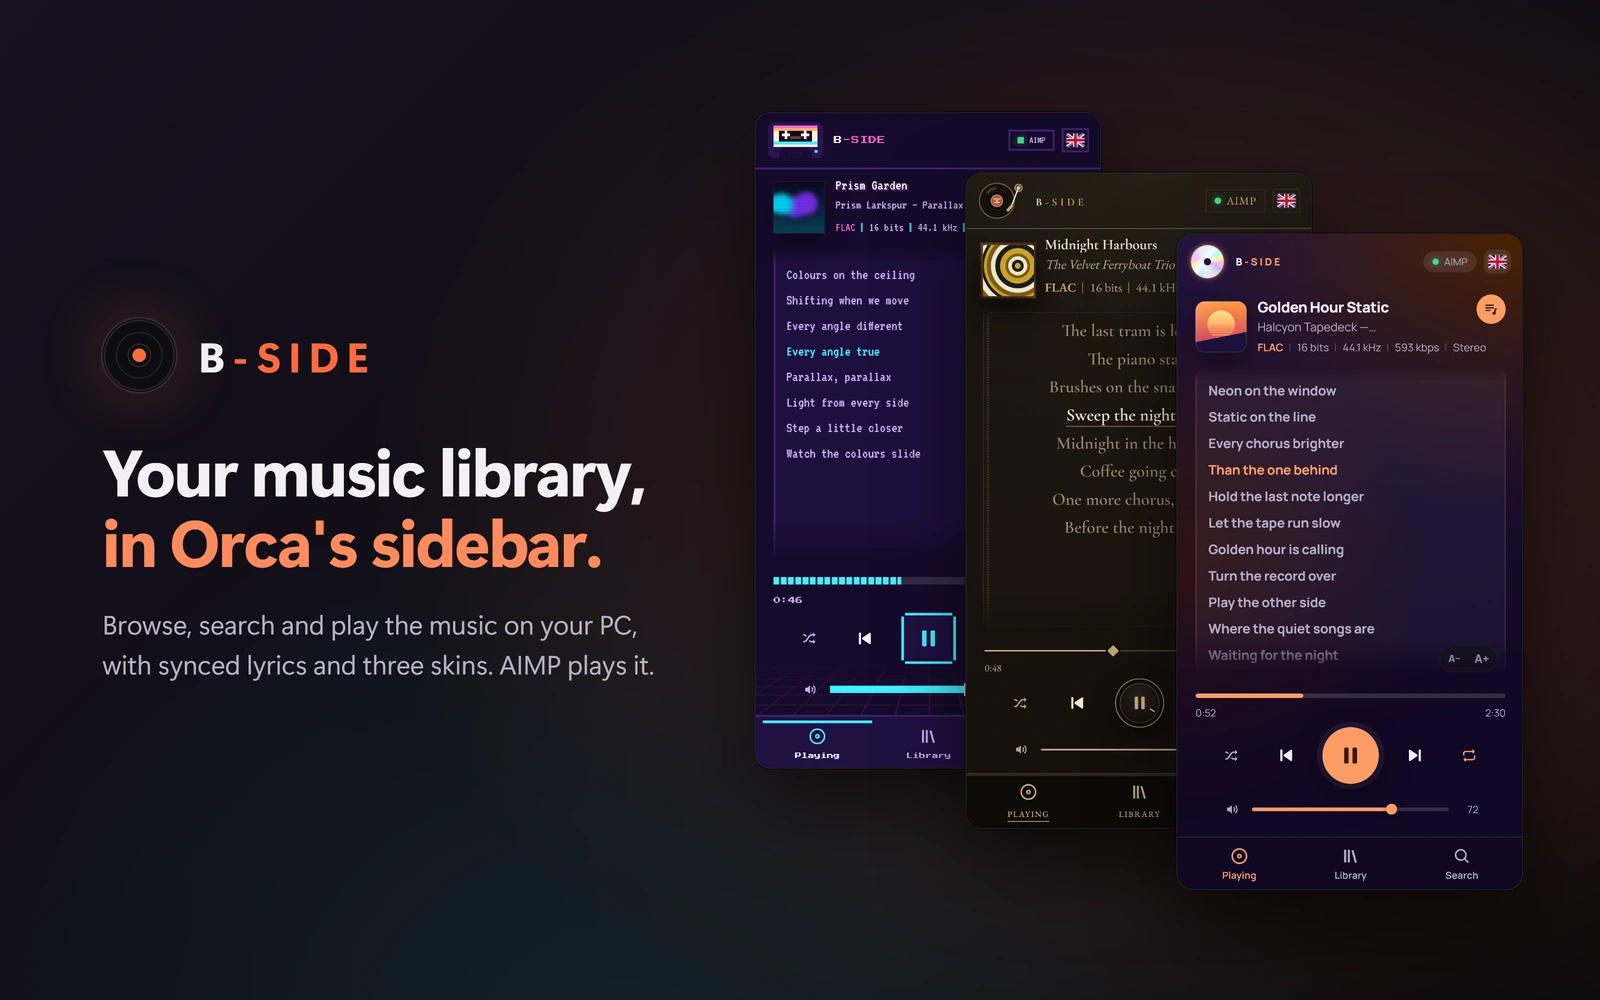 B-SIDE
Your music library,
in Orca's sidebar.
Browse, search and play the music on your PC,
with synced lyrics and three skins. AIMP plays it.
B-SIDE
AIMP
Prism Garden
Prism Larkspur – Parallax
FLAC | 16 bits | 44.1 kHz |
Colours on the ceiling
Shifting when we move
Every angle different
Every angle true
Parallax, parallax
Light from every side
Step a little closer
Watch the colours slide
0:46
Playing
Library
B-SIDE
AIMP
Midnight Harbours
The Velvet Ferryboat Trio
FLAC | 16 bits | 44.1 kH
The last tram is l
The piano sta
Brushes on the sna
Sweep the night
Midnight in the h
Coffee going c
One more chorus,
Before the night
0:48
PLAYING
LIBRARY
B-SIDE
AIMP
Golden Hour Static
Halcyon Tapedeck —...
FLAC | 16 bits | 44.1 kHz | 593 kbps | Stereo
Neon on the window
Static on the line
Every chorus brighter
Than the one behind
Hold the last note longer
Let the tape run slow
Golden hour is calling
Turn the record over
Play the other side
Where the quiet songs are
Waiting for the night
A- A+
0:52 2:30
72
Playing
Library
Search